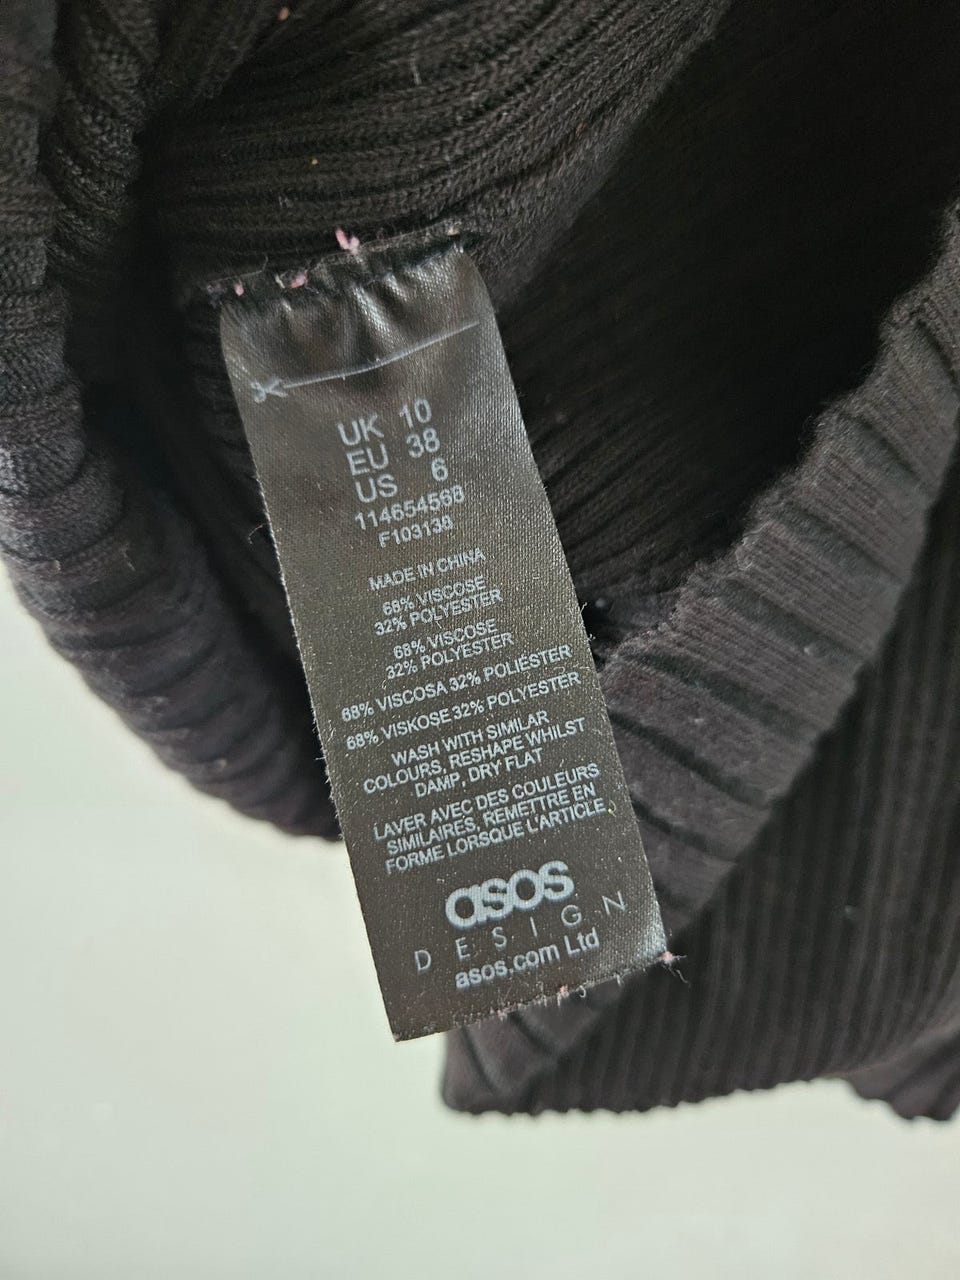 UK 10
EU 38
US 6
114654568
F103138
MADE IN CHINA
68% VISCOSE
32% POLYESTER
68% VISCOSE
32% POLYESTER
68% VISCOSA 32% POLIÉSTER
68% VISKOSE 32% POLYESTER
WASH WITH SIMILAR
COLOURS, RESHAPE WHILST
DAMP, DRY FLAT
LAVER AVEC DES COULEURS
SIMILAIRES, REMETTRE EN
FORME LORSQUE L'ARTICLE
asos
DESIGN
asos.com Ltd